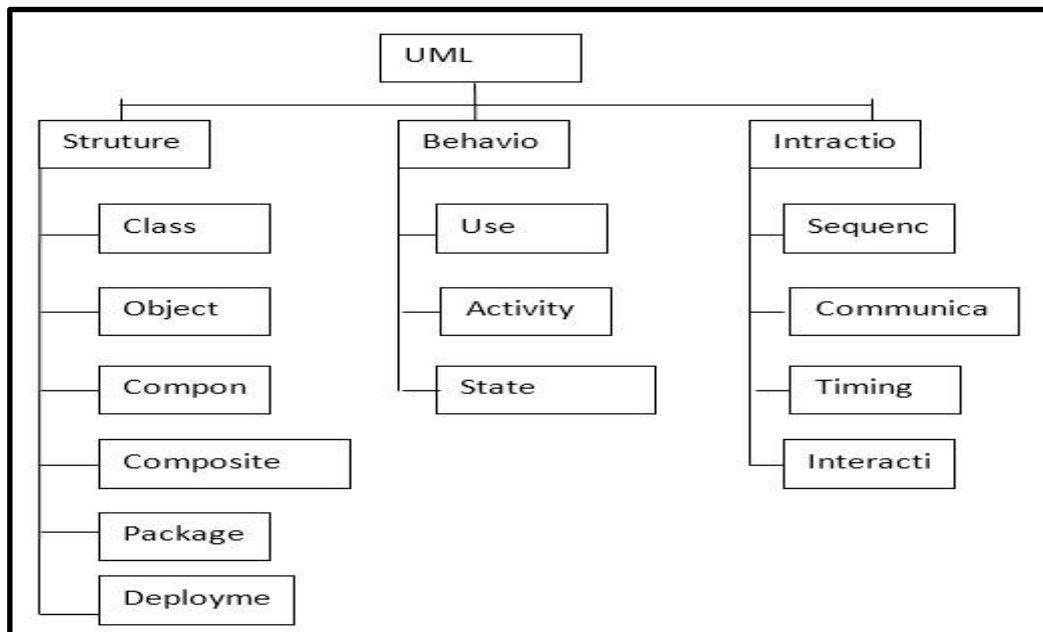 UML
Struture
Behavio
Intractio
Class
Use
Sequenc
Object
Activity
Communica
Compon
State
Timing
Composite
Interacti
Package
Deployme